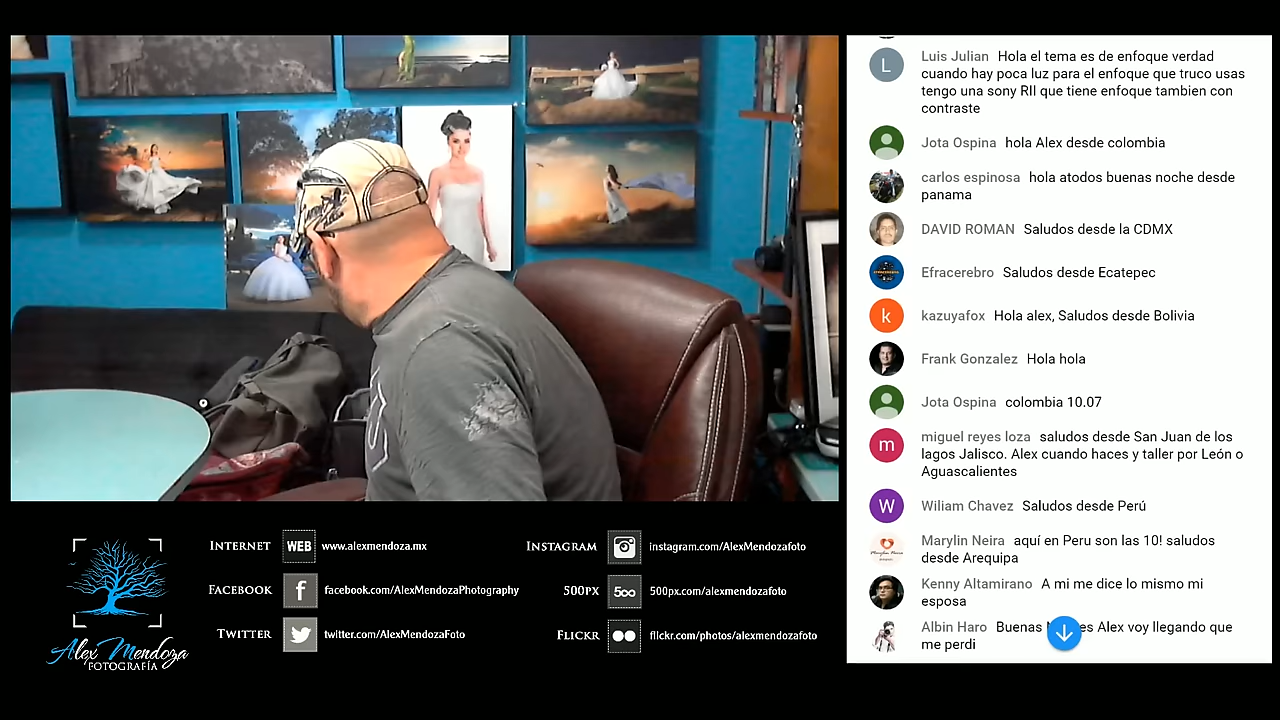 Luis Julian Hola el tema es de enfoque verdad
cuando hay poca luz para el enfoque que truco usas
tengo una sony RII que tiene enfoque tambien con
contraste
Jota Ospina hola Alex desde colombia
carlos espinosa hola atodos buenas noche desde
panama
DAVID ROMAN Saludos desde la CDMX
Efracerebro Saludos desde Ecatepec
kazuyafox Hola alex, Saludos desde Bolivia
Frank Gonzalez Hola hola
Jota Ospina colombia 10.07
miguel reyes loza saludos desde San Juan de los
lagos Jalisco. Alex cuando haces y taller por León o
Aguascalientes
Wiliam Chavez Saludos desde Perú
Marylin Neira aquí en Peru son las 10! saludos
desde Arequipa
Kenny Altamirano A mi me dice lo mismo mi
esposa
Albin Haro Buenas Alex voy llegando que
me perdi
L
k
m
W
INTERNET WEB www.alexmendoza.mx
FACEBOOK f facebook.com/AlexMendozaPhotography
TWITTER twitter.com/AlexMendozaFoto
INSTAGRAM instagram.com/AlexMendozafoto
500PX 500 500px.com/alexmendozafoto
FLICKR flickr.com/photos/alexmendozafoto
Alex Mendoza
FOTOGRAFÍA